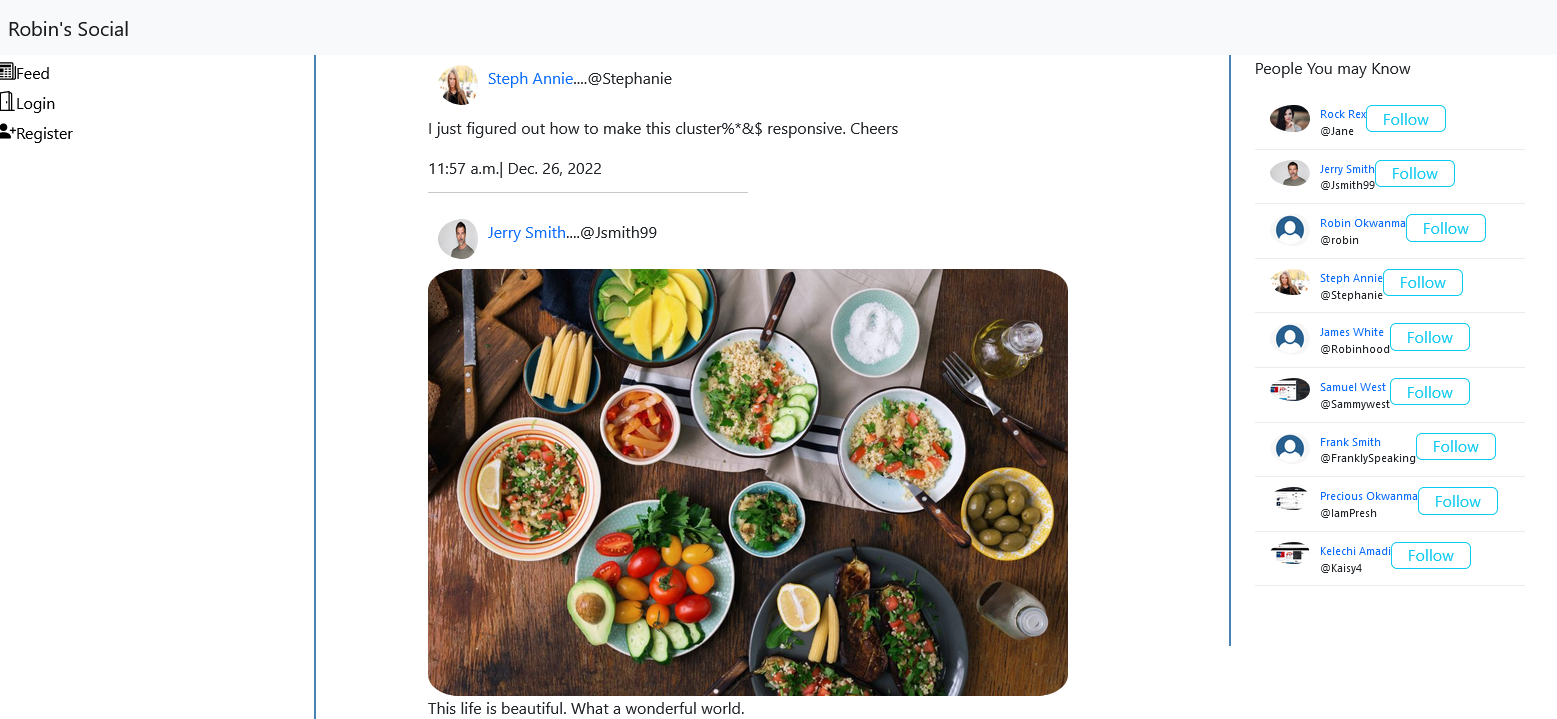 Robin's Social
Feed
Login
Register
Steph Annie....@Stephanie
I just figured out how to make this cluster%*&$ responsive. Cheers
11:57 a.m.| Dec. 26, 2022
Jerry Smith....@Jsmith99
This life is beautiful. What a wonderful world.
People You may Know
Rock Rex
@Jane
Follow
Jerry Smith
@Jsmith99
Follow
Robin Okwanma
@robin
Follow
Steph Annie
@Stephanie
Follow
James White
@Robinhood
Follow
Samuel West
@Sammywest
Follow
Frank Smith
@FranklySpeaking
Follow
Precious Okwanma
@IamPresh
Follow
Kelechi Amadi
@Kaisy4
Follow